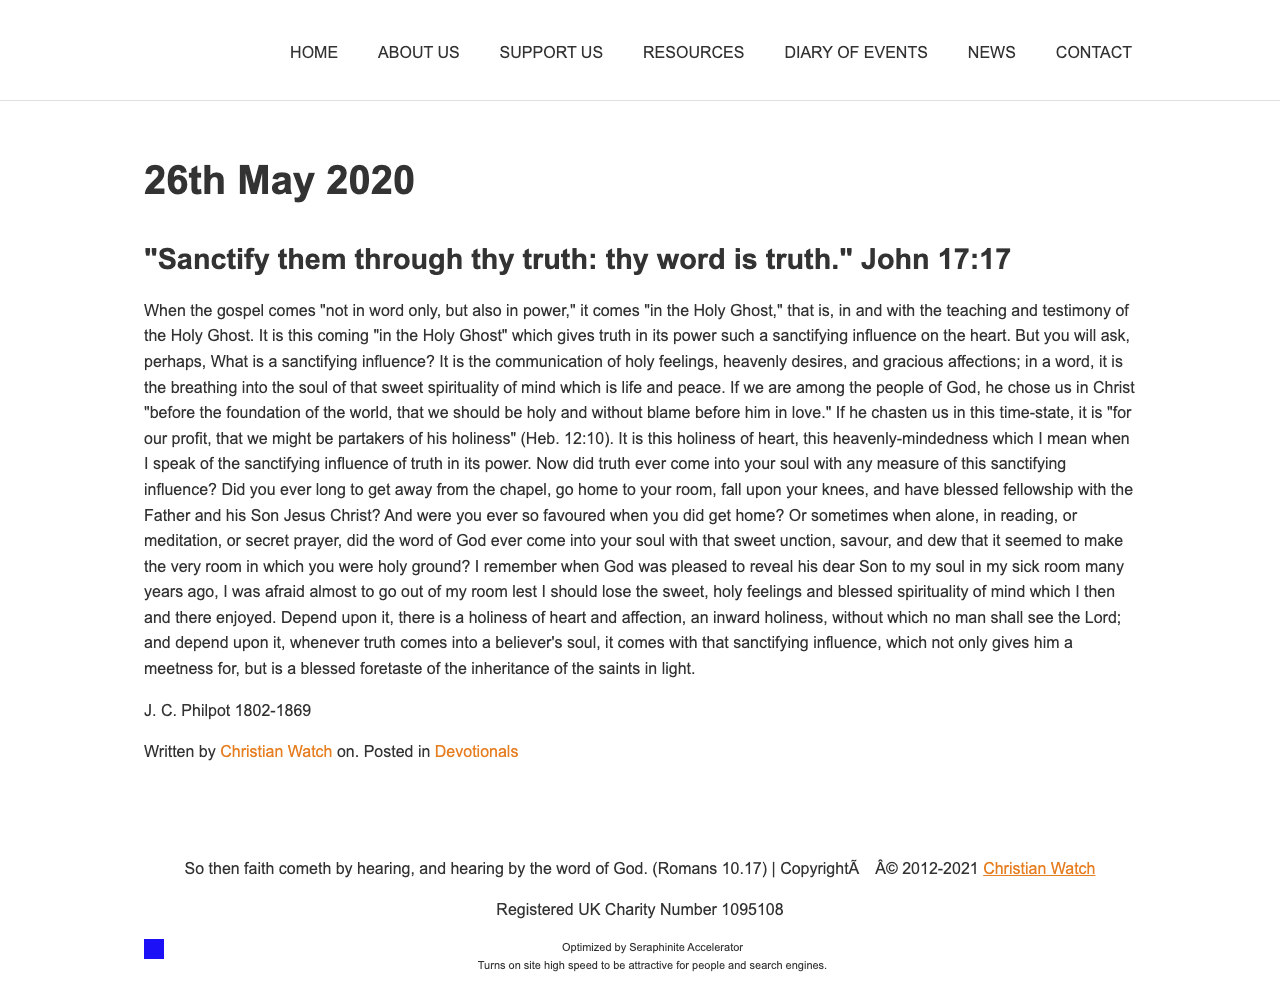 HOME ABOUT US SUPPORT US RESOURCES DIARY OF EVENTS NEWS CONTACT
26th May 2020
"Sanctify them through thy truth: thy word is truth." John 17:17
When the gospel comes "not in word only, but also in power," it comes "in the Holy Ghost," that is, in and with the teaching and testimony of
the Holy Ghost. It is this coming "in the Holy Ghost" which gives truth in its power such a sanctifying influence on the heart. But you will ask,
perhaps, What is a sanctifying influence? It is the communication of holy feelings, heavenly desires, and gracious affections; in a word, it is
the breathing into the soul of that sweet spirituality of mind which is life and peace. If we are among the people of God, he chose us in Christ
"before the foundation of the world, that we should be holy and without blame before him in love." If he chasten us in this time-state, it is "for
our profit, that we might be partakers of his holiness" (Heb. 12:10). It is this holiness of heart, this heavenly-mindedness which I mean when
I speak of the sanctifying influence of truth in its power. Now did truth ever come into your soul with any measure of this sanctifying
influence? Did you ever long to get away from the chapel, go home to your room, fall upon your knees, and have blessed fellowship with the
Father and his Son Jesus Christ? And were you ever so favoured when you did get home? Or sometimes when alone, in reading, or
meditation, or secret prayer, did the word of God ever come into your soul with that sweet unction, savour, and dew that it seemed to make
the very room in which you were holy ground? I remember when God was pleased to reveal his dear Son to my soul in my sick room many
years ago, I was afraid almost to go out of my room lest I should lose the sweet, holy feelings and blessed spirituality of mind which I then
and there enjoyed. Depend upon it, there is a holiness of heart and affection, an inward holiness, without which no man shall see the Lord;
and depend upon it, whenever truth comes into a believer's soul, it comes with that sanctifying influence, which not only gives him a
meetness for, but is a blessed foretaste of the inheritance of the saints in light.
J. C. Philpot 1802-1869
Written by Christian Watch on. Posted in Devotionals
So then faith cometh by hearing, and hearing by the word of God. (Romans 10.17) | CopyrightÃ Â© 2012-2021 Christian Watch
Registered UK Charity Number 1095108
Optimized by Seraphinite Accelerator
Turns on site high speed to be attractive for people and search engines.